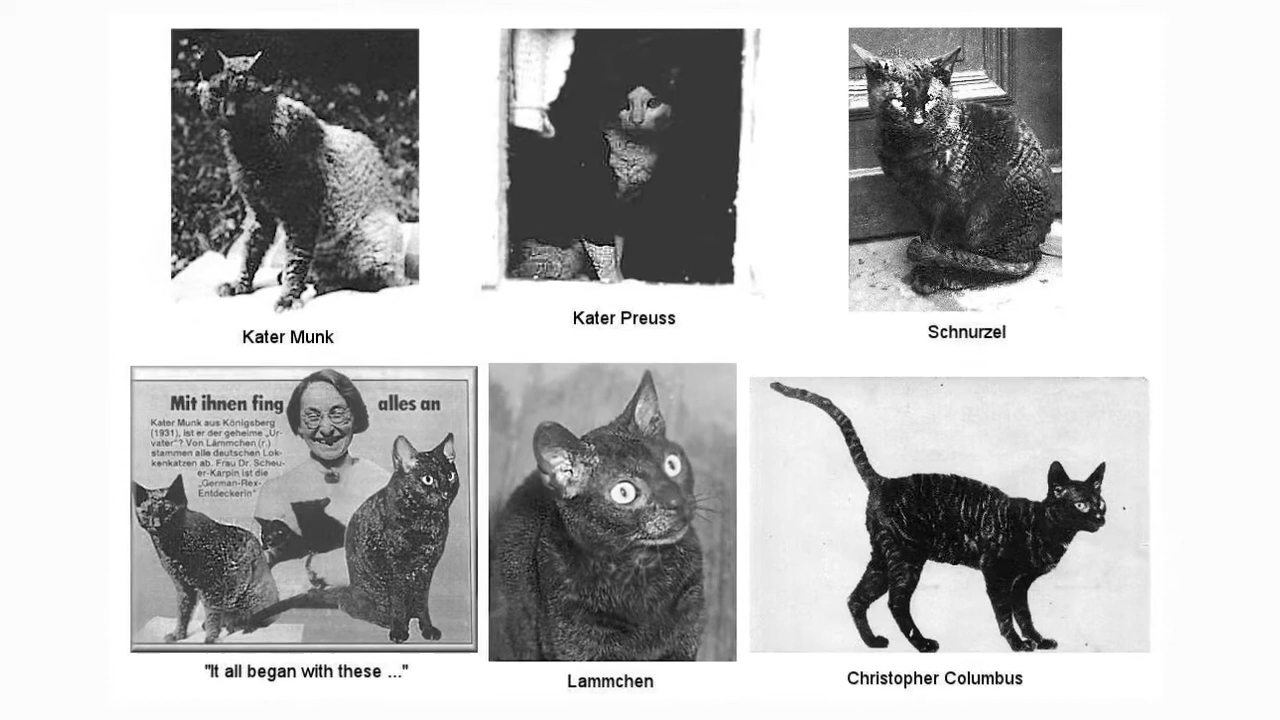 Kater Munk
Kater Preuss
Schnurzel
Mit ihnen fing alles an
Kater Munk aus Königsberg
(1931), ist er der geheime „Ur-
vater"? Von Lämmchen (r.)
stammen alle deutschen Lok-
kenkatzen ab. Frau Dr. Scheu-
er-Karpin ist die
„German-Rex-
Entdeckerin"
"It all began with these ..."
Lammchen
Christopher Columbus